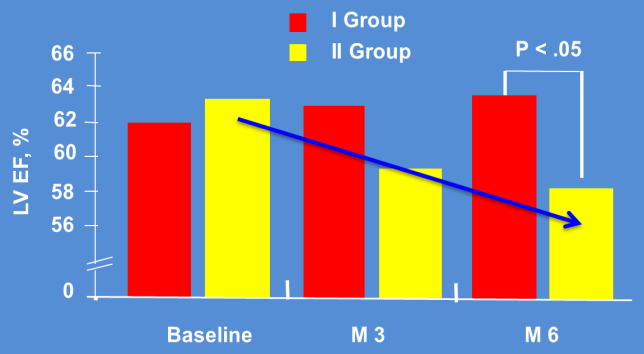 I Group
II Group
P < .05
66
64
62
60
58
56
0
LV EF, %
Baseline
M 3
M 6